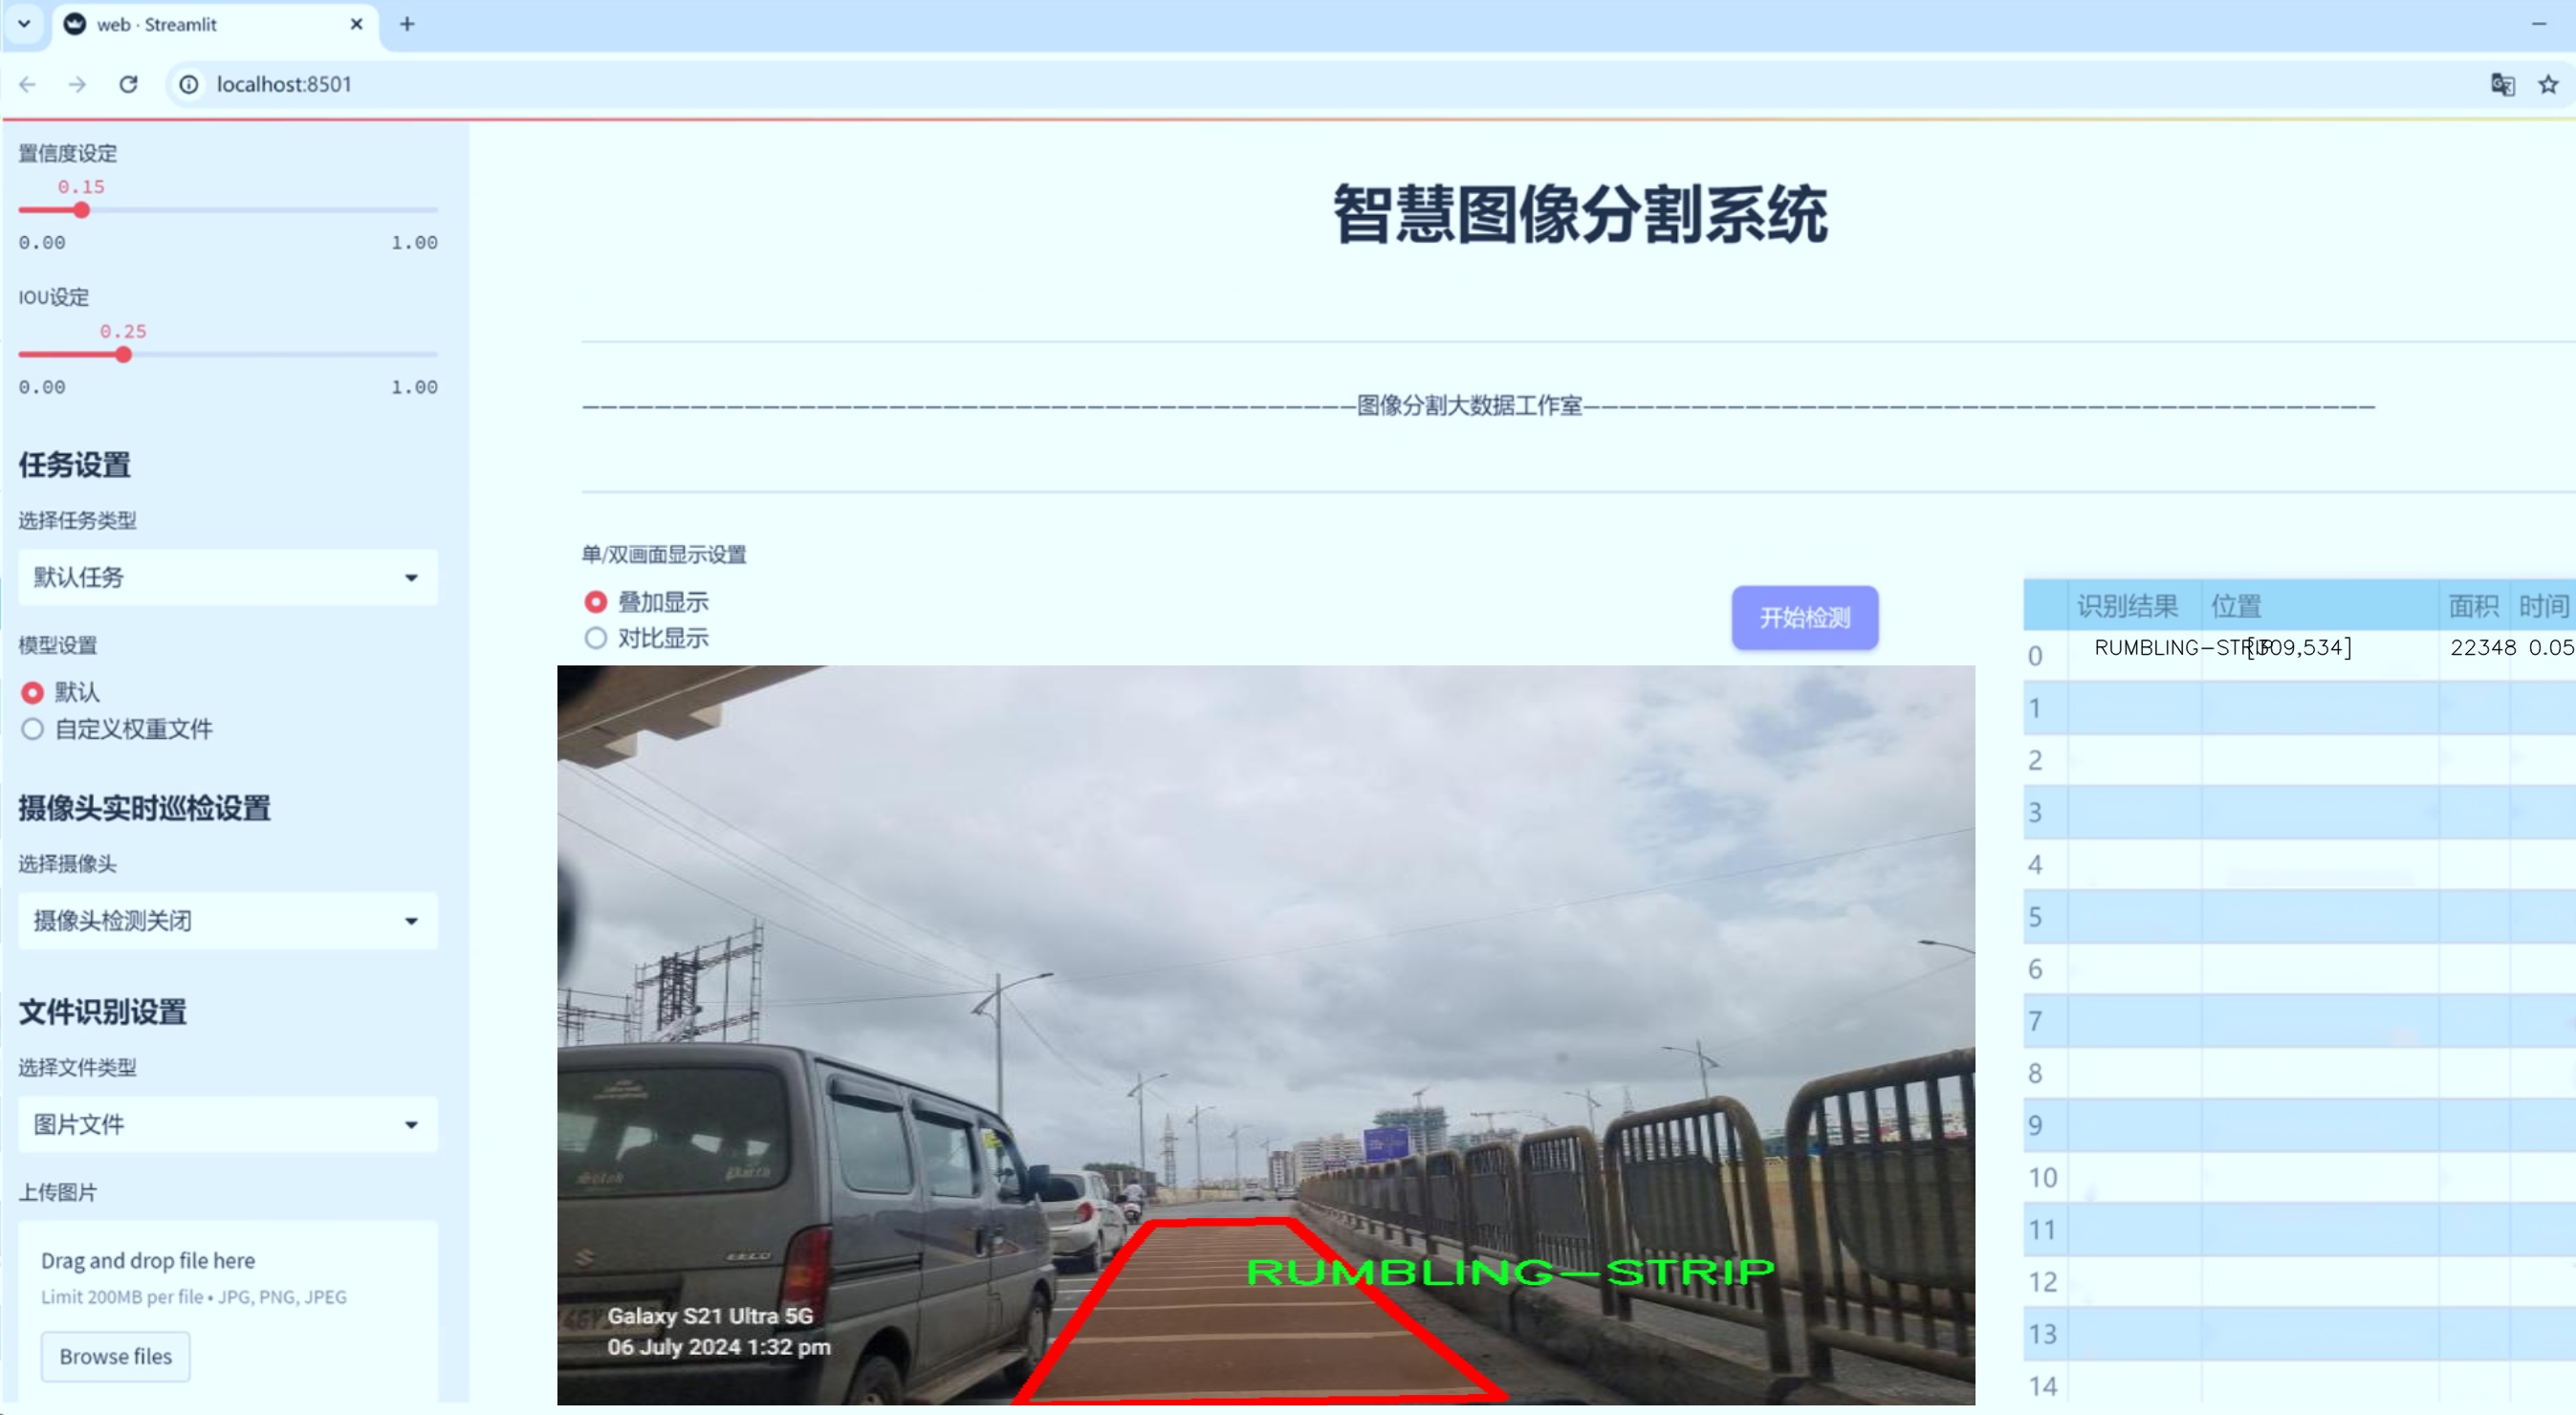 web · Streamlit
localhost:8501
置信度设定
0.15
0.00 1.00
IOU设定
0.25
0.00 1.00
任务设置
选择任务类型
默认任务
模型设置
默认
自定义权重文件
摄像头实时巡检设置
选择摄像头
摄像头检测关闭
文件识别设置
选择文件类型
图片文件
上传图片
Drag and drop file here
Limit 200MB per file • JPG, PNG, JPEG
Browse files
智慧图像分割系统
图像分割大数据工作室
单/双画面显示设置
叠加显示
对比显示
开始检测
RUMBLING-STRIP
Galaxy S21 Ultra 5G
06 July 2024 1:32 pm
识别结果 位置 面积 时间
0 RUMBLING-STRIP [309,534] 22348 0.05
1
2
3
4
5
6
7
8
9
10
11
12
13
14